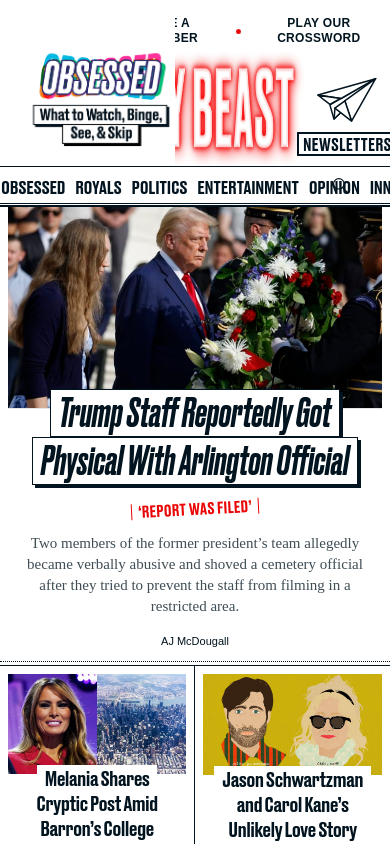 E A
BER
PLAY OUR
CROSSWORD
OBSESSED
What to Watch, Binge,
See, & Skip
Y BEAST
NEWSLETTERS
OBSESSED ROYALS POLITICS ENTERTAINMENT OPINION INN
Trump Staff Reportedly Got
Physical With Arlington Official
‘REPORT WAS FILED’
Two members of the former president’s team allegedly
became verbally abusive and shoved a cemetery official
after they tried to prevent the staff from filming in a
restricted area.
AJ McDougall
Melania Shares
Cryptic Post Amid
Barron’s College
Jason Schwartzman
and Carol Kane’s
Unlikely Love Story